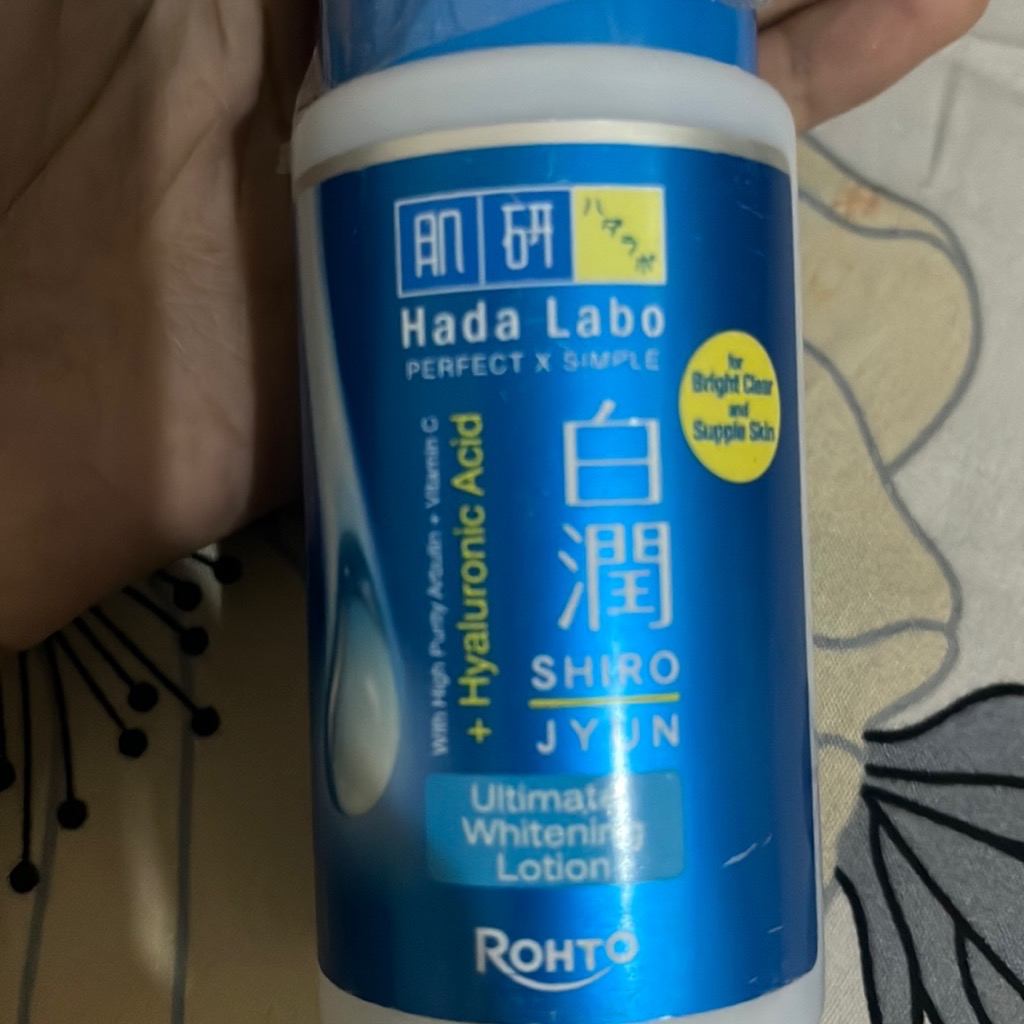 肌研
ハダラボ
Hada Labo
PERFECT X SIMPLE
for
Bright Clear
and
Supple Skin
With High Purity Arbutin + Vitamin C
+ Hyaluronic Acid
白潤
SHIRO
JYUN
Ultimate
Whitening
Lotion
ROHTO